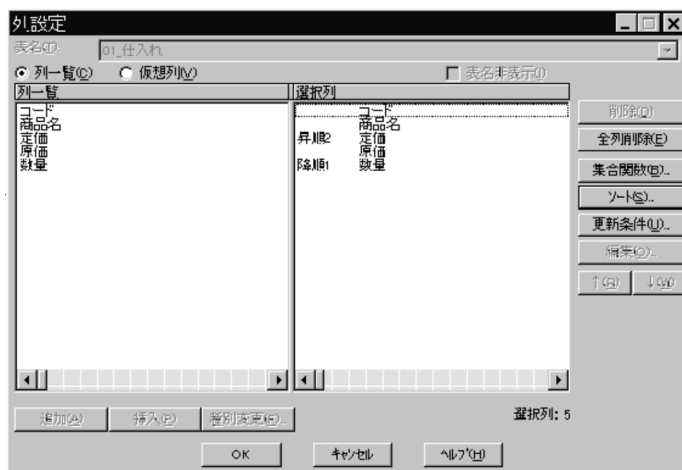 外設定
表名(T):
01_仕入れ
列一覧(C) 仮想列(V) 表名非表示(I)
列一覧 選択列
コード コード
商品名 商品名
定価 昇順2 定価
原価 原価
数量 降順1 数量
削除(D)
全列削除(E)
集合関数(B)..
ソート(S)..
更新条件(U)..
編集(O)..
↑(R) ↓(W)
追加(A) 挿入(P) 種別変更(F)..
選択列: 5
OK キャンセル ヘルプ(H)